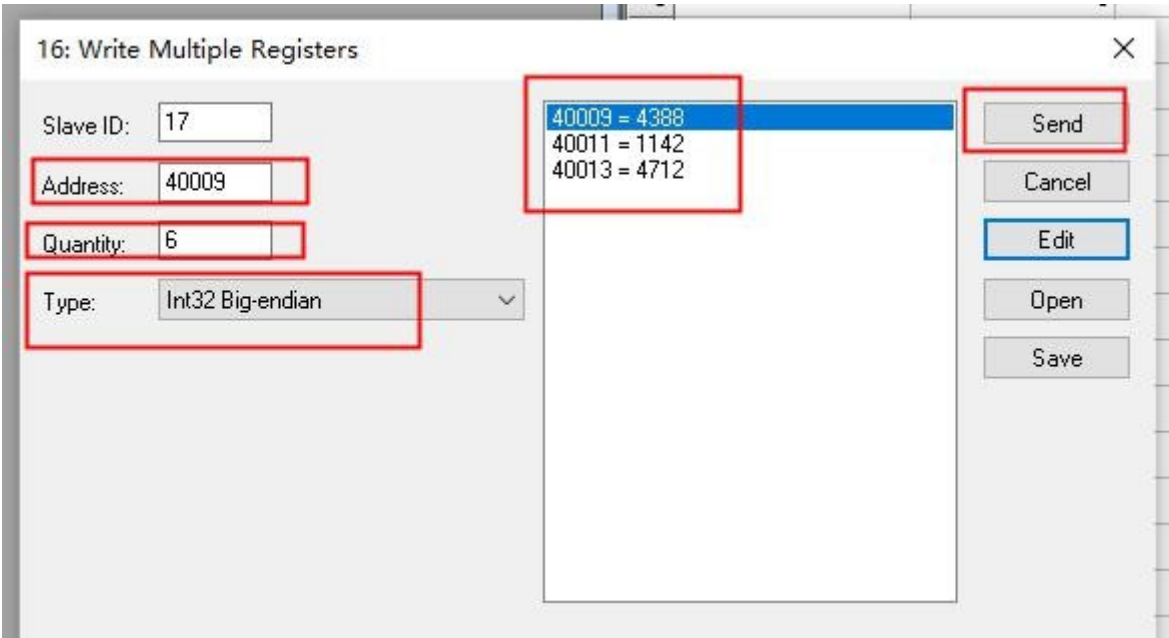 16: Write Multiple Registers
Slave ID: 17
Address: 40009
Quantity: 6
Type: Int32 Big-endian
40009 = 4388
40011 = 1142
40013 = 4712
Send
Cancel
Edit
Open
Save